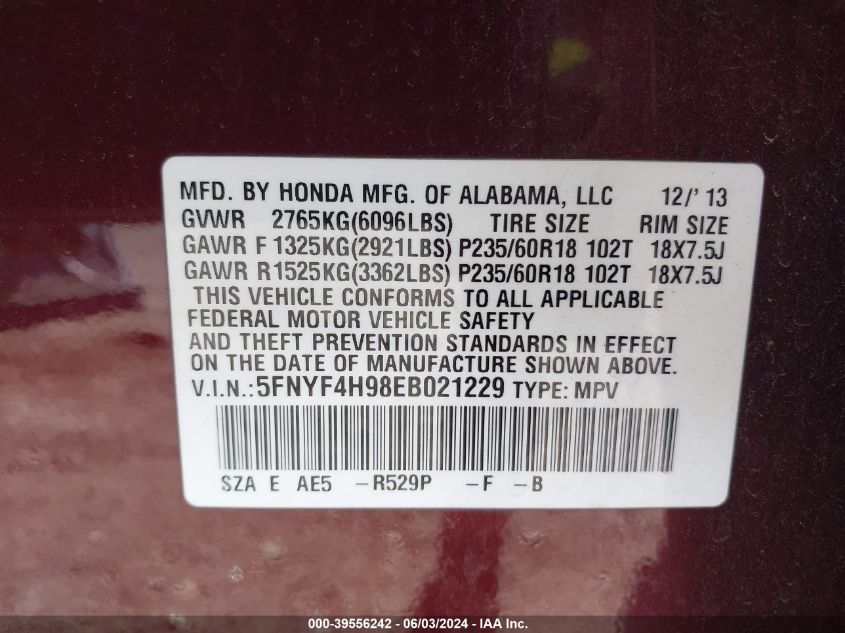 MFD. BY HONDA MFG. OF ALABAMA, LLC 12/'13
GVWR 2765KG(6096LBS) TIRE SIZE RIM SIZE
GAWR F1325KG(2921LBS) P235/60R18 102T 18X7.5J
GAWR R1525KG(3362LBS) P235/60R18 102T 18X7.5J
THIS VEHICLE CONFORMS TO ALL APPLICABLE
FEDERAL MOTOR VEHICLE SAFETY
AND THEFT PREVENTION STANDARDS IN EFFECT
ON THE DATE OF MANUFACTURE SHOWN ABOVE.
V.I.N.:5FNYF4H98EB021229 TYPE: MPV
SZA E AE5 -R529P -F -B
000-39556242 - 06/03/2024 - IAA Inc.